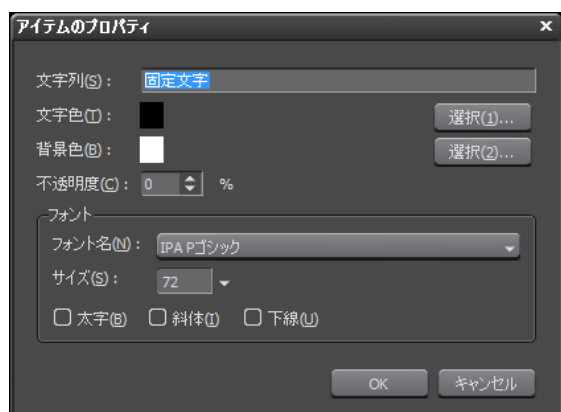 アイテムのプロパティ
文字列(S)： 固定文字
文字色(T)： 選択(1)...
背景色(B)： 選択(2)...
不透明度(C)： 0 %
フォント
フォント名(N)： IPA Pゴシック
サイズ(S)： 72
太字(B) 斜体(I) 下線(U)
OK キャンセル